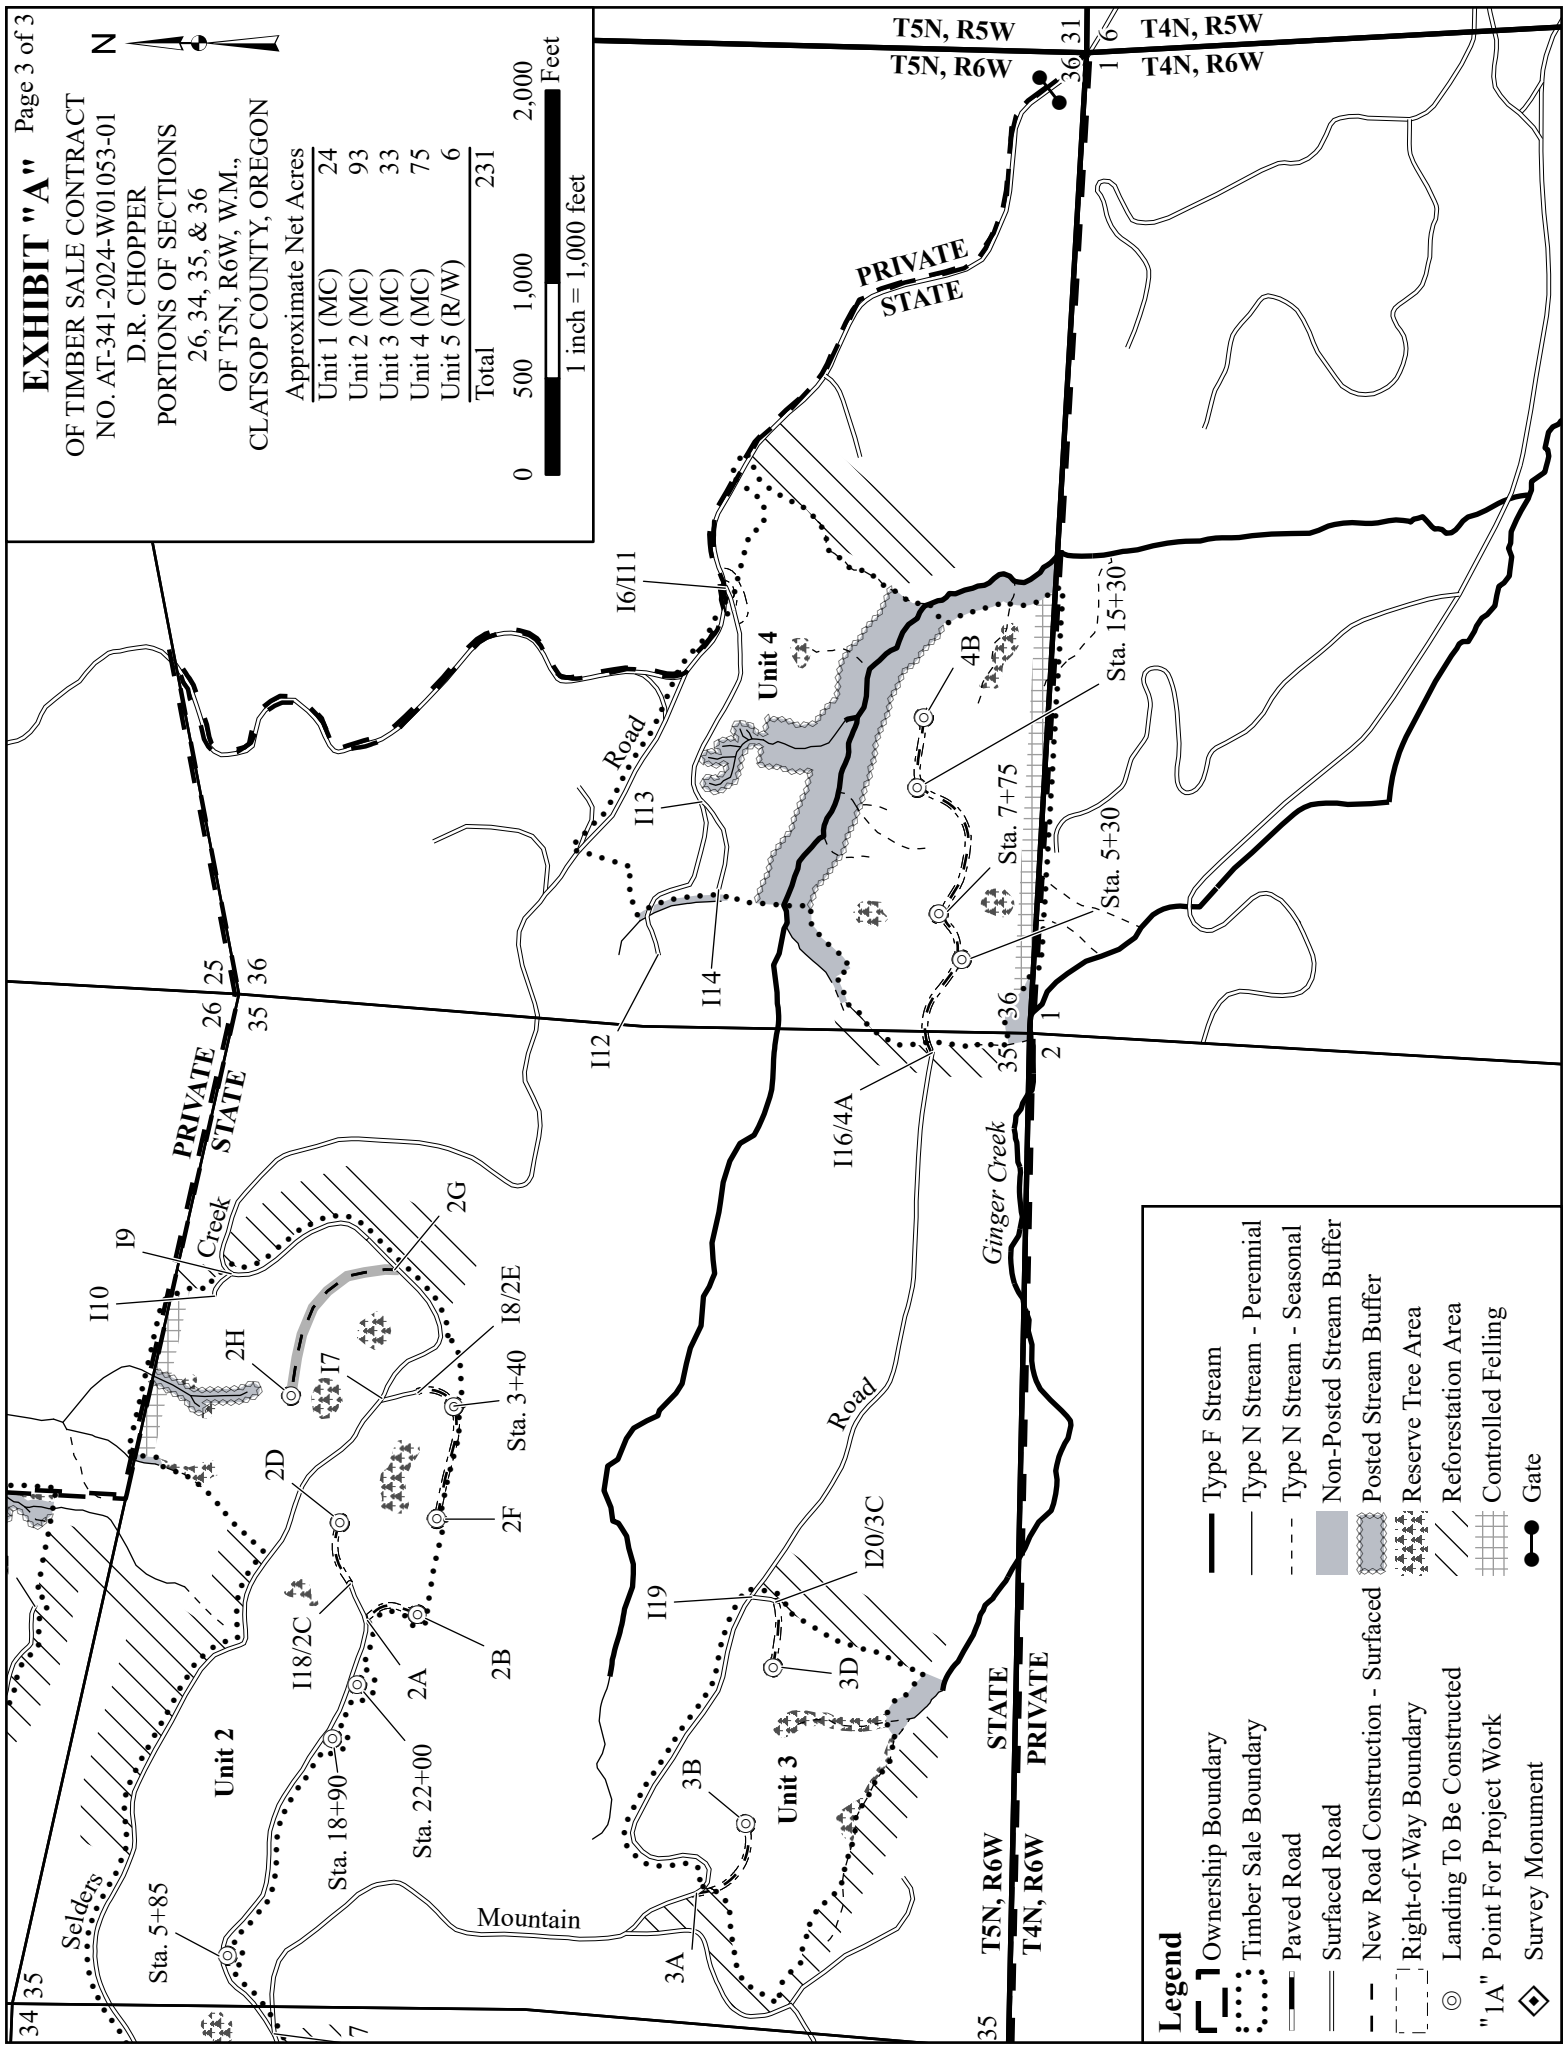 EXHIBIT "A" Page 3 of 3
OF TIMBER SALE CONTRACT
NO. AT-341-2024-W01053-01
D.R. CHOPPER
PORTIONS OF SECTIONS
26, 34, 35, & 36
OF T5N, R6W, W.M.,
CLATSOP COUNTY, OREGON
N
Approximate Net Acres
Unit 1 (MC) 24
Unit 2 (MC) 93
Unit 3 (MC) 33
Unit 4 (MC) 75
Unit 5 (R/W) 6
Total 231
0 500 1,000 2,000
Feet
1 inch = 1,000 feet
34 35
Selders
Sta. 5+85
Unit 2
Sta. 18+90
Sta. 22+00
I18/2C
2A
2B
2D
2F
2H
I7
Sta. 3+40
I8/2E
2G
I10
I9
Creek
PRIVATE
STATE
26 25
35 36
7
Mountain
3A
3B
Unit 3
3D
I19
I20/3C
Road
I12
I14
I13
Road
I6/I11
Unit 4
4B
Sta. 15+30
Sta. 7+75
Sta. 5+30
I16/4A
35 36
2 1
Ginger Creek
STATE
PRIVATE
T5N, R6W
T4N, R6W
35
PRIVATE
STATE
T5N, R6W T5N, R5W
36 31
1 6
T4N, R6W T4N, R5W
Legend
Ownership Boundary
Timber Sale Boundary
Paved Road
Surfaced Road
New Road Construction - Surfaced
Right-of-Way Boundary
Landing To Be Constructed
"1A" Point For Project Work
Survey Monument
Type F Stream
Type N Stream - Perennial
Type N Stream - Seasonal
Non-Posted Stream Buffer
Posted Stream Buffer
Reserve Tree Area
Reforestation Area
Controlled Felling
Gate